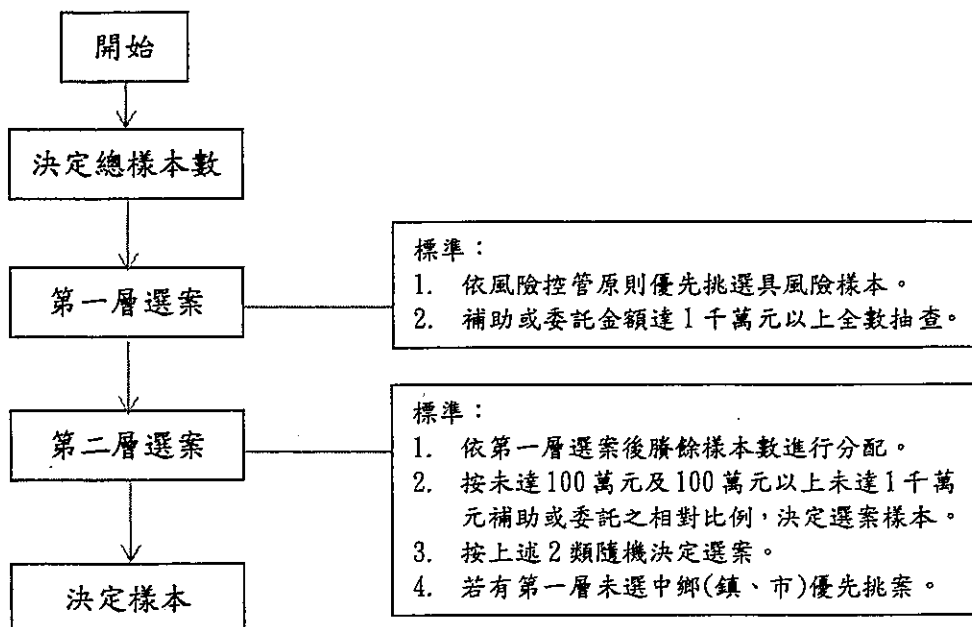 開始
決定總樣本數
第一層選案
標準：
1. 依風險控管原則優先挑選具風險樣本。
2. 補助或委託金額達1千萬元以上全數抽查。
第二層選案
標準：
1. 依第一層選案後賸餘樣本數進行分配。
2. 按未達100萬元及100萬元以上未達1千萬
元補助或委託之相對比例，決定選案樣本。
3. 按上述2類隨機決定選案。
4. 若有第一層未選中鄉(鎮、市)優先挑案。
決定樣本